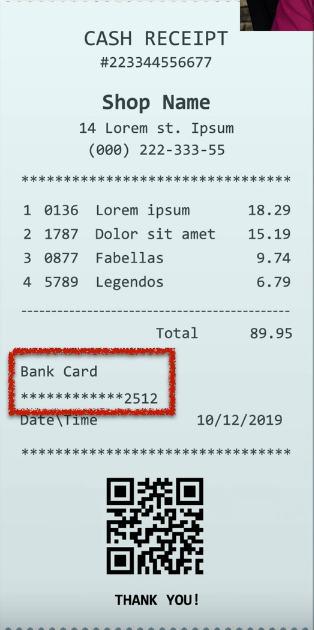 CASH RECEIPT
#223344556677
Shop Name
14 Lorem st. Ipsum
(000) 222-333-55
********************************
1 0136 Lorem ipsum 18.29
2 1787 Dolor sit amet 15.19
3 0877 Fabellas 9.74
4 5789 Legendos 6.79
--------------------------------------------
Total 89.95
Bank Card
************2512
Date\Time 10/12/2019
********************************
THANK YOU!